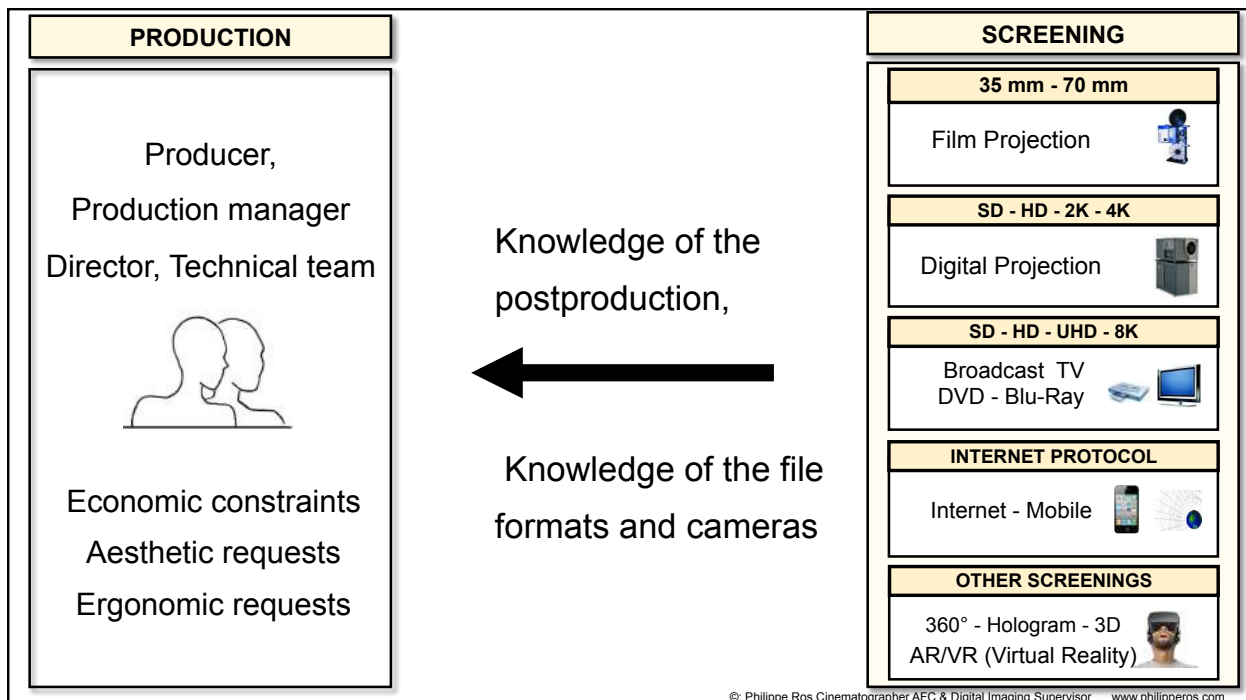 PRODUCTION
Producer,
Production manager
Director, Technical team
Economic constraints
Aesthetic requests
Ergonomic requests
Knowledge of the
postproduction,
Knowledge of the file
formats and cameras
SCREENING
35 mm - 70 mm
Film Projection
SD - HD - 2K - 4K
Digital Projection
SD - HD - UHD - 8K
Broadcast TV
DVD - Blu-Ray
INTERNET PROTOCOL
Internet - Mobile
OTHER SCREENINGS
360° - Hologram - 3D
AR/VR (Virtual Reality)
©: Philippe Ros Cinematographer AFC & Digital Imaging Supervisor www.philipperos.com